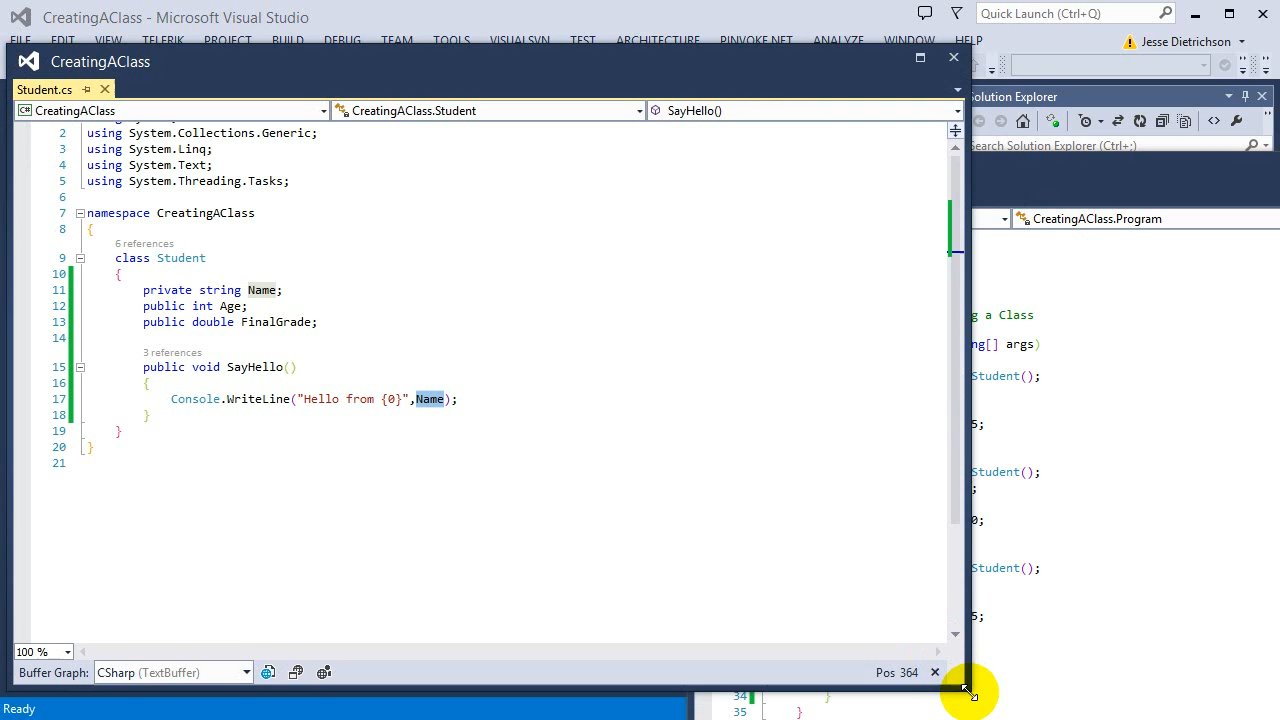 CreatingAClass - Microsoft Visual Studio
Quick Launch (Ctrl+Q)
FILE EDIT VIEW TELERIK PROJECT BUILD DEBUG TEAM TOOLS VISUALSVN TEST ARCHITECTURE PINVOKE.NET ANALYZE WINDOW HELP
Jesse Dietrichson
CreatingAClass
Student.cs
CreatingAClass
CreatingAClass.Student
SayHello()
2 using System.Collections.Generic;
3 using System.Linq;
4 using System.Text;
5 using System.Threading.Tasks;
6
7 namespace CreatingAClass
8 {
6 references
9 class Student
10 {
11 private string Name;
12 public int Age;
13 public double FinalGrade;
14
3 references
15 public void SayHello()
16 {
17 Console.WriteLine("Hello from {0}",Name);
18 }
19 }
20 }
21
100 %
Buffer Graph: CSharp (TextBuffer)
Pos 364
Ready
Solution Explorer
Search Solution Explorer (Ctrl+;)
CreatingAClass.Program
g a Class
ng[] args)
Student();
5;
Student();
;
0;
Student();
5;
34 }
35 }